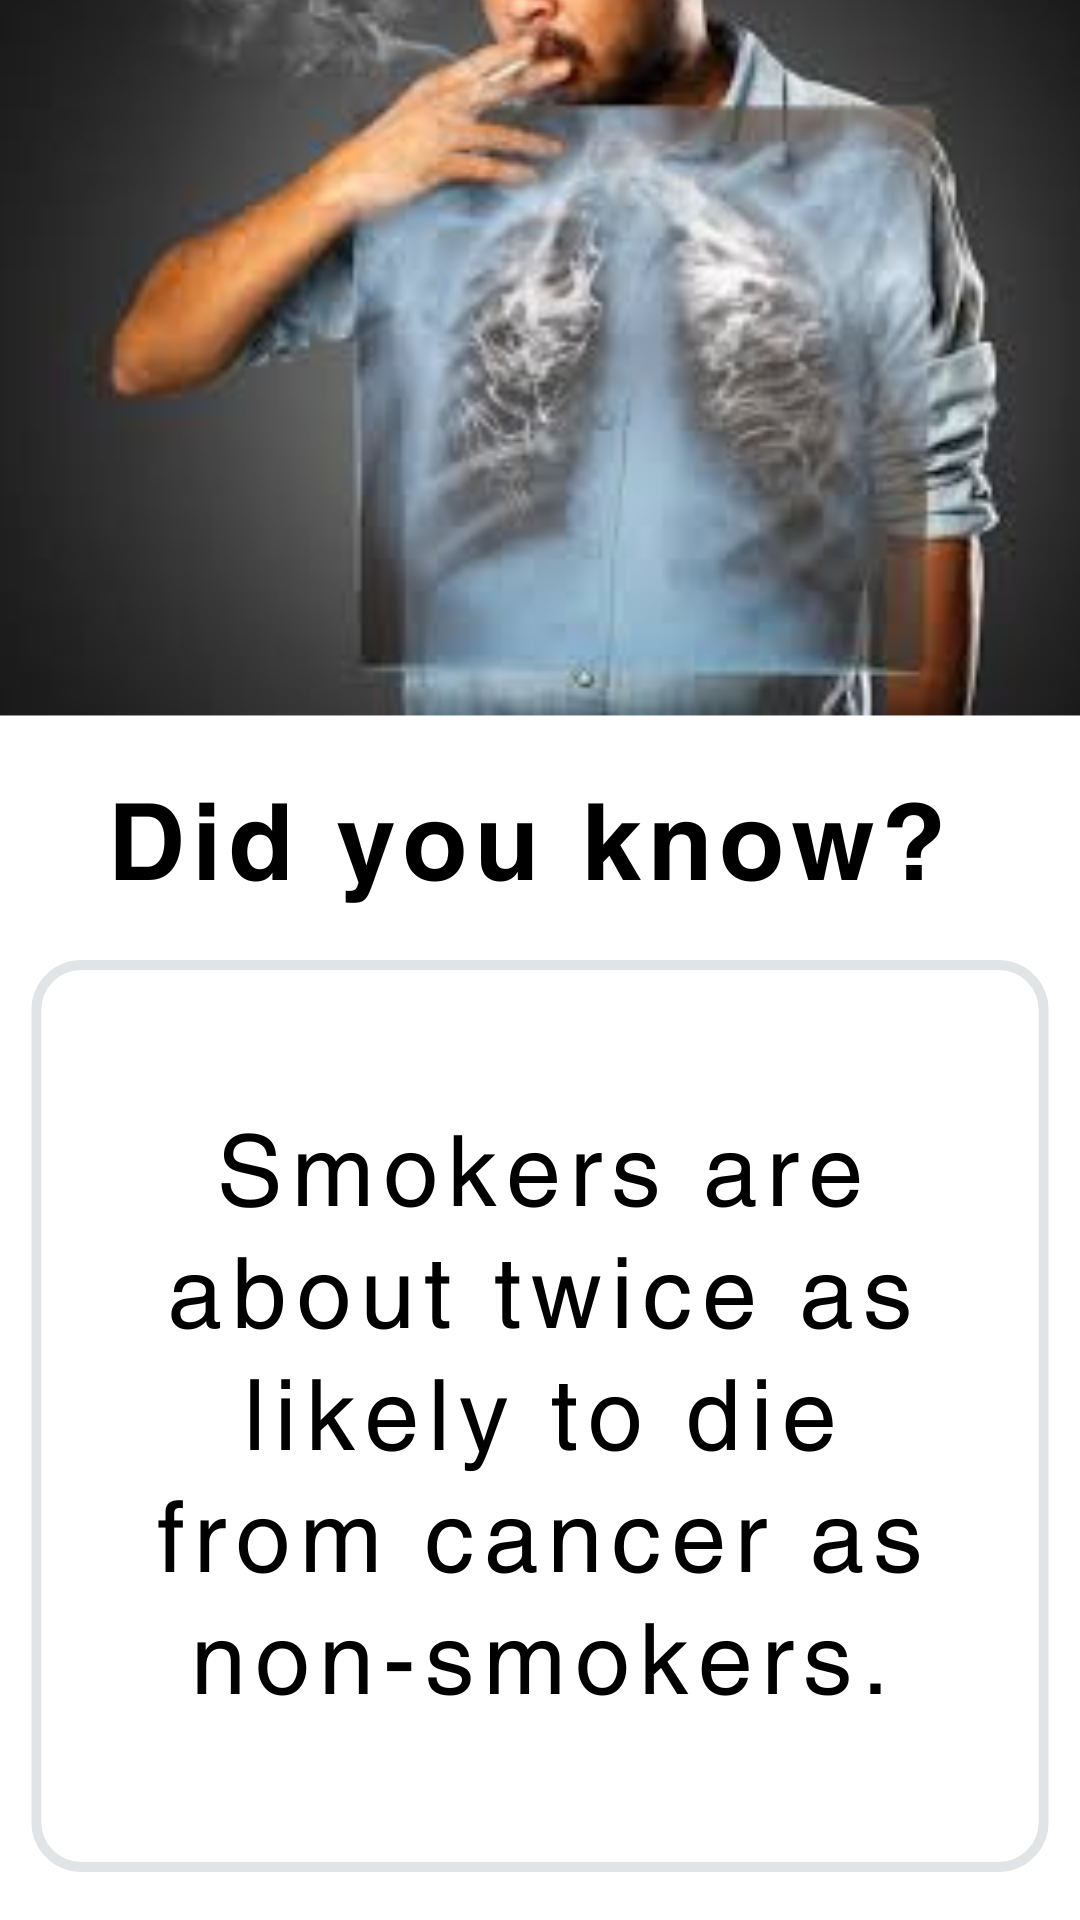 Did you know?
Smokers are
about twice as
likely to die
from cancer as
non-smokers.